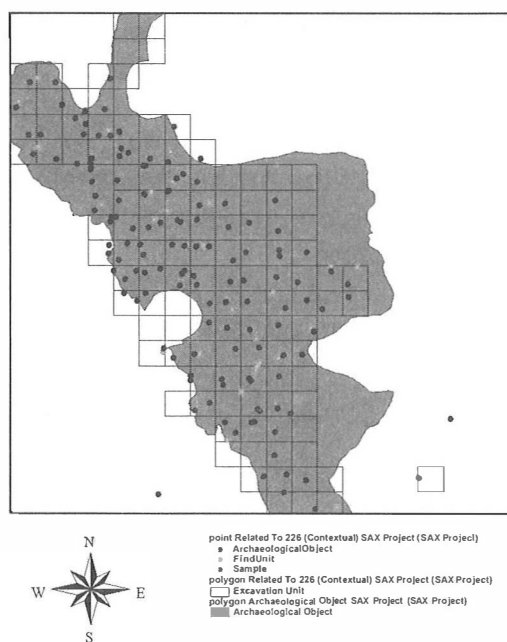 N
W E
S
point Related To 226 (Contextual) SAX Project (SAX Project)
ArchaeologicalObject
FindUnit
Sample
polygon Related To 226 (Contextual) SAX Project (SAX Project)
Excavation Unit
polygon Archaeological Object SAX Project (SAX Project)
Archaeological Object